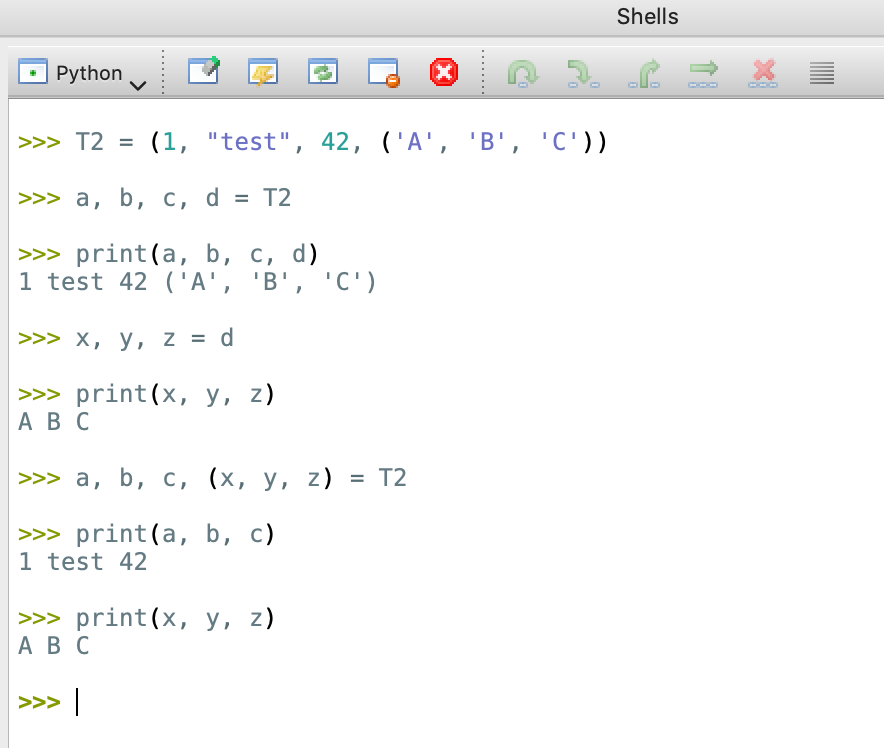 Shells
Python
>>> T2 = (1, "test", 42, ('A', 'B', 'C'))
>>> a, b, c, d = T2
>>> print(a, b, c, d)
1 test 42 ('A', 'B', 'C')
>>> x, y, z = d
>>> print(x, y, z)
A B C
>>> a, b, c, (x, y, z) = T2
>>> print(a, b, c)
1 test 42
>>> print(x, y, z)
A B C
>>>